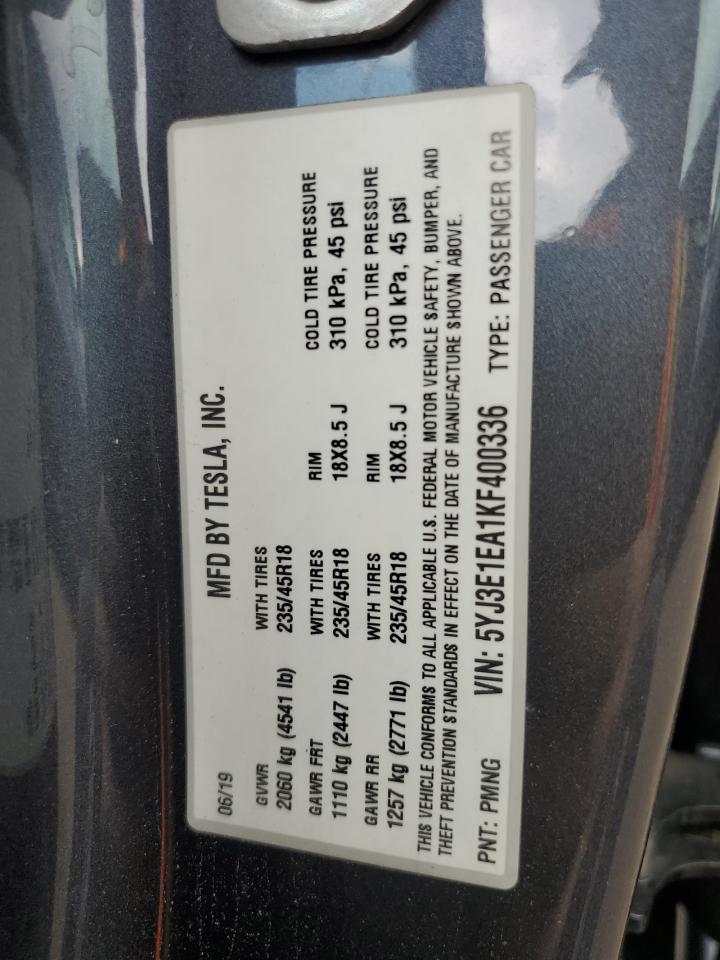 06/19 MFD BY TESLA, INC.
GVWR WITH TIRES
2060 kg (4541 lb) 235/45R18
GAWR FRT WITH TIRES RIM COLD TIRE PRESSURE
1110 kg (2447 lb) 235/45R18 18X8.5 J 310 kPa, 45 psi
GAWR RR WITH TIRES RIM COLD TIRE PRESSURE
1257 kg (2771 lb) 235/45R18 18X8.5 J 310 kPa, 45 psi
THIS VEHICLE CONFORMS TO ALL APPLICABLE U.S. FEDERAL MOTOR VEHICLE SAFETY, BUMPER, AND
THEFT PREVENTION STANDARDS IN EFFECT ON THE DATE OF MANUFACTURE SHOWN ABOVE.
PNT: PMNG VIN: 5YJ3E1EA1KF400336 TYPE: PASSENGER CAR